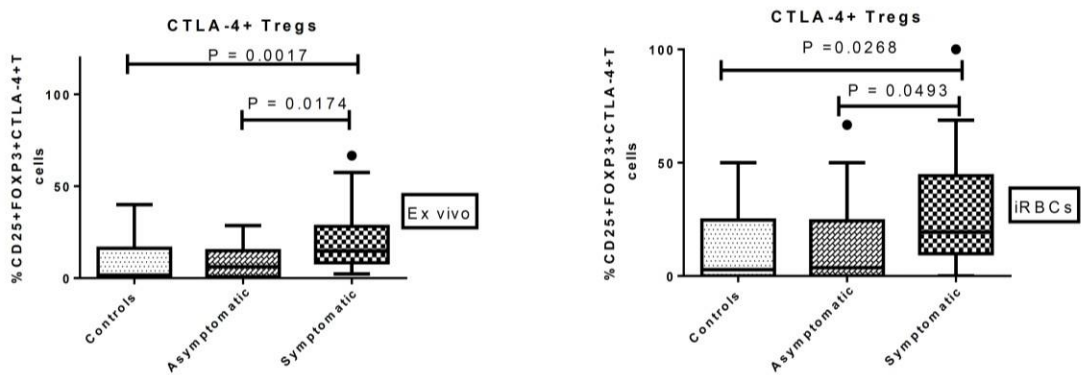 CTLA-4+ Tregs
P = 0.0017
P = 0.0174
100
50
0
%CD25+FOXP3+CTLA-4+T
cells
Ex vivo
Controls
Asymptomatic
Symptomatic
CTLA-4+ Tregs
P =0.0268
P = 0.0493
100
50
0
%CD25+FOXP3+CTLA-4+T
cells
iRBCs
Controls
Asymptomatic
Symptomatic